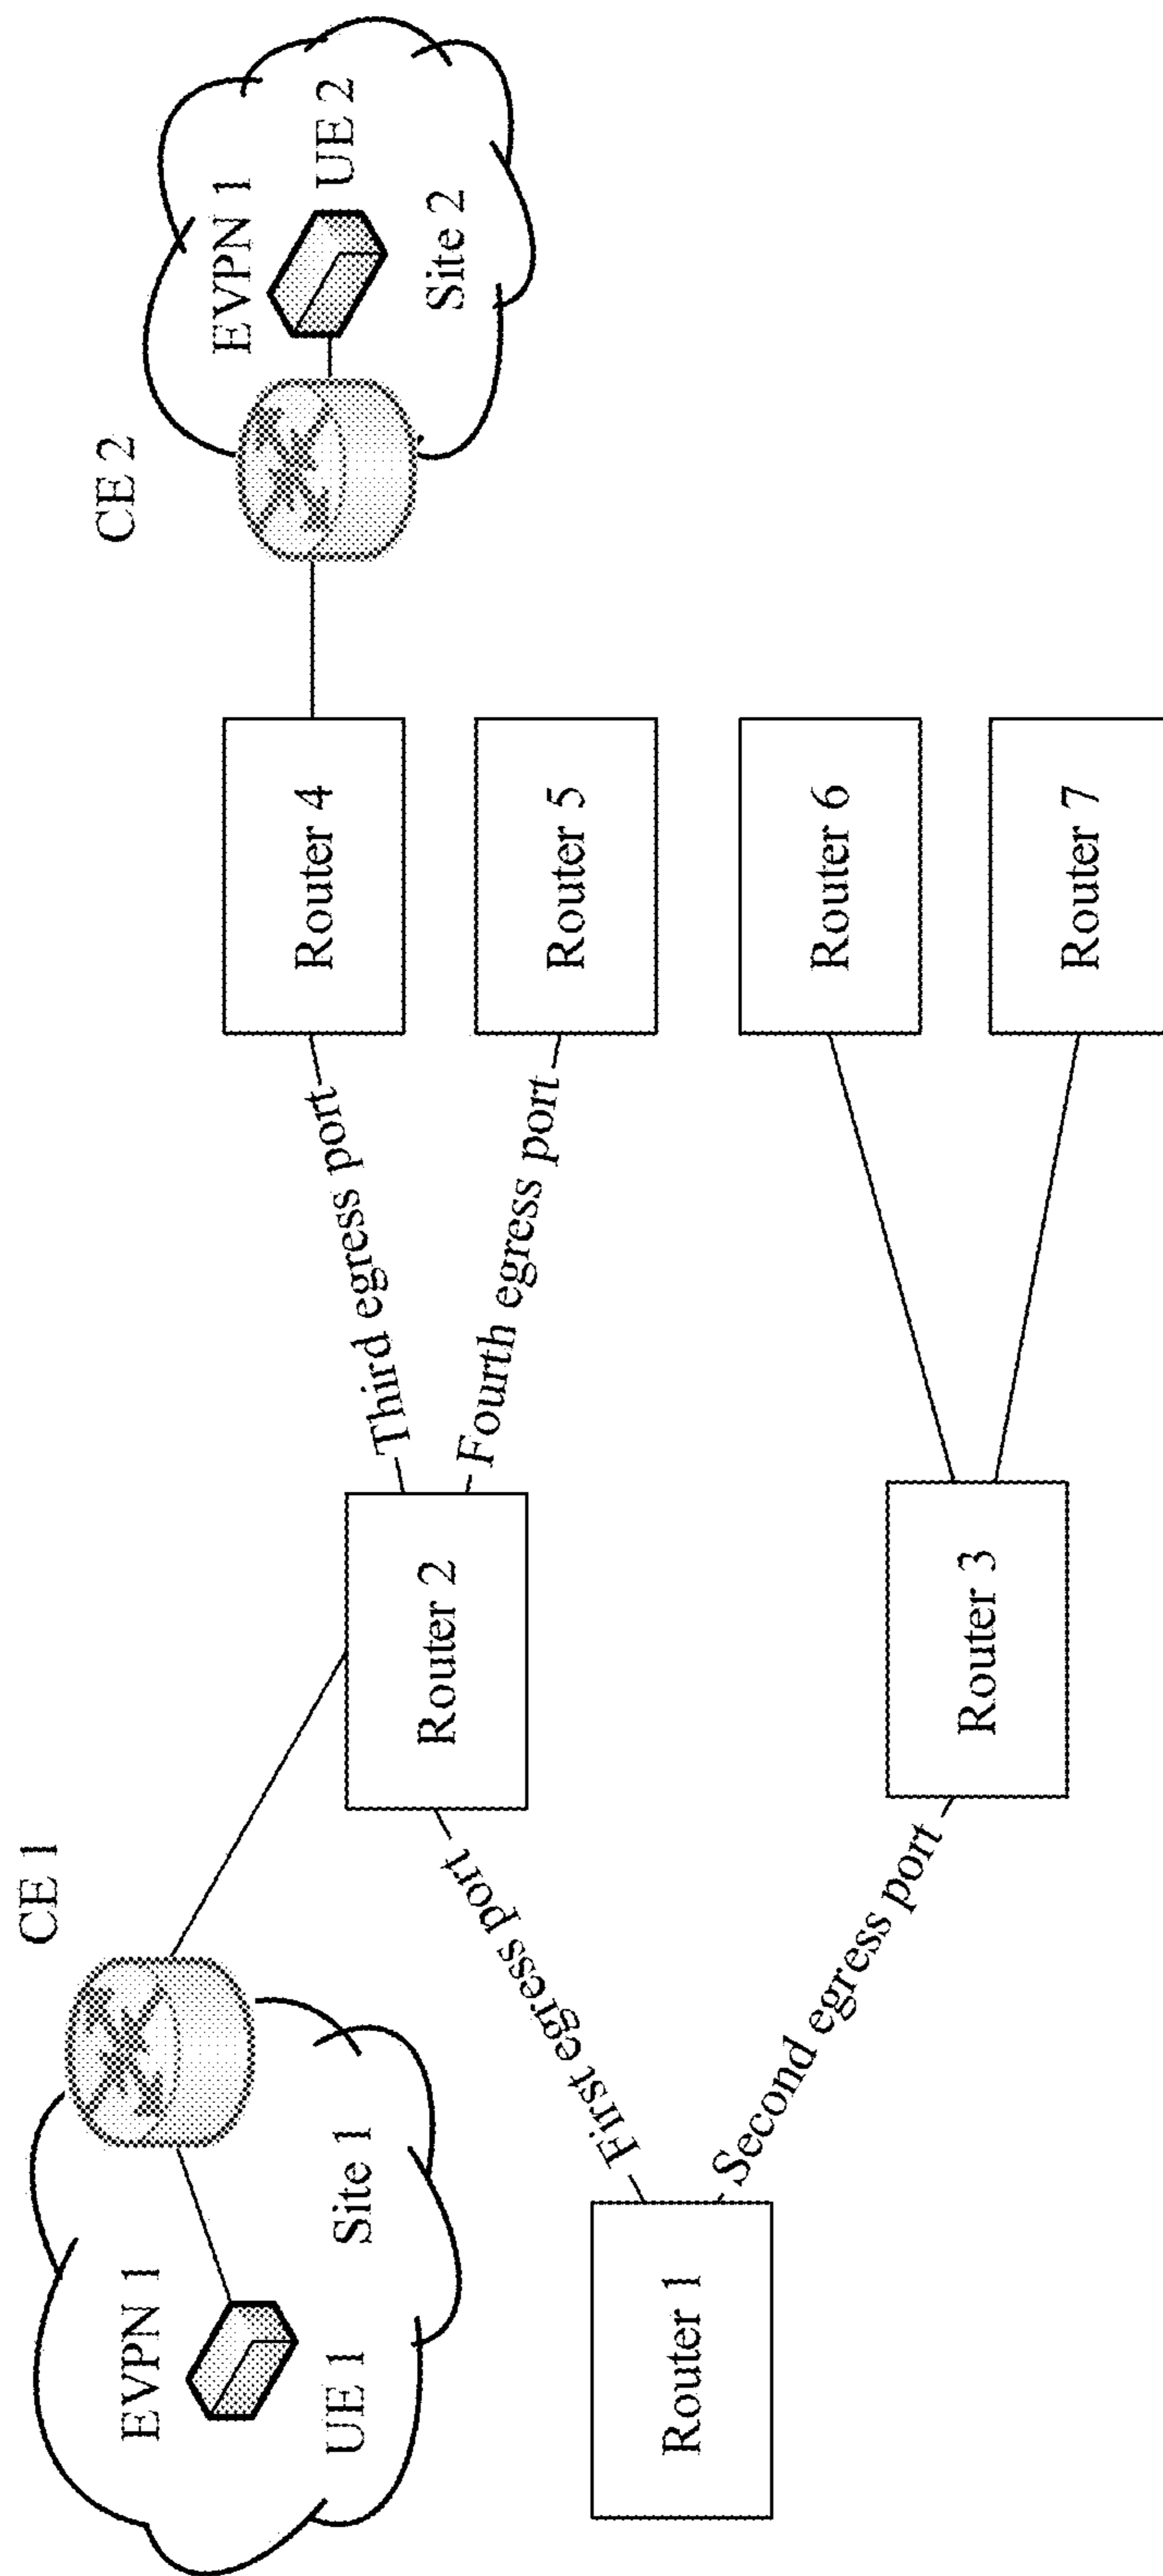 CE 1
EVPN 1
UE 1
Site 1
CE 2
EVPN 1
UE 2
Site 2
Router 1
First egress port
Second egress port
Router 2
Router 3
Third egress port
Fourth egress port
Router 4
Router 5
Router 6
Router 7